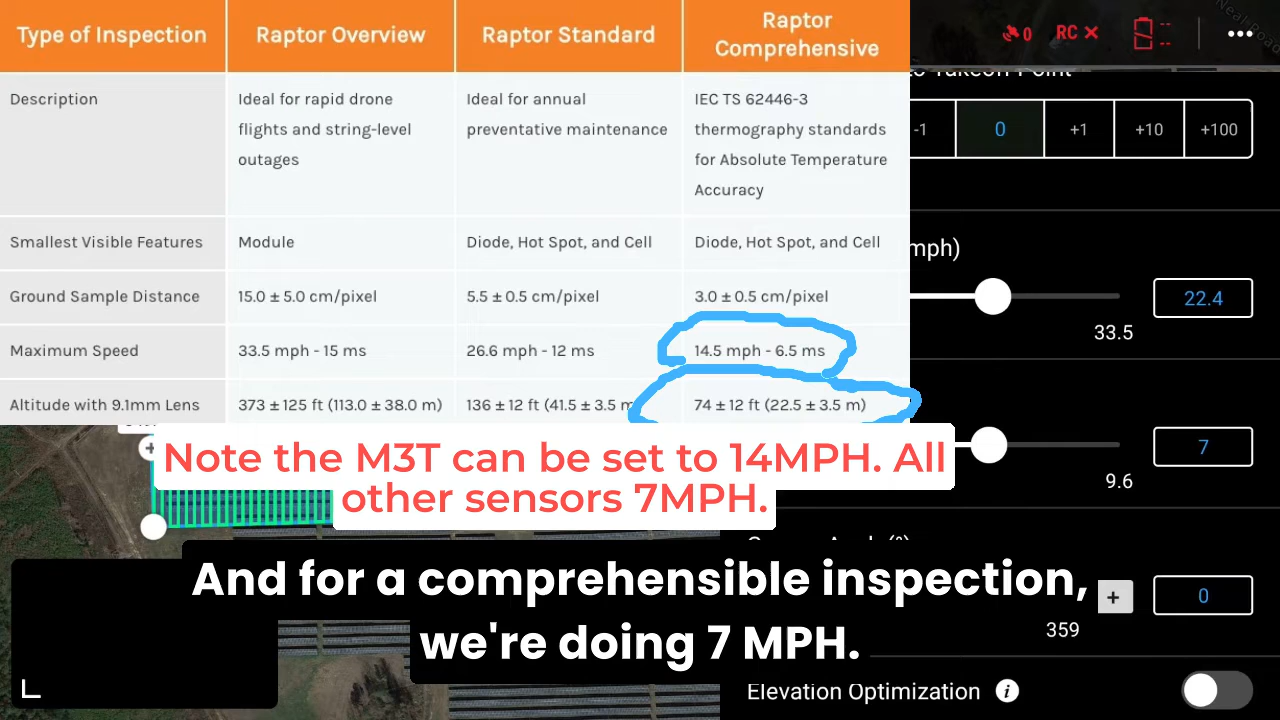 Type of Inspection
Raptor Overview
Raptor Standard
Raptor
Comprehensive
Description
Ideal for rapid drone
flights and string-level
outages
Ideal for annual
preventative maintenance
IEC TS 62446-3
thermography standards
for Absolute Temperature
Accuracy
Smallest Visible Features
Module
Diode, Hot Spot, and Cell
Diode, Hot Spot, and Cell
Ground Sample Distance
15.0 ± 5.0 cm/pixel
5.5 ± 0.5 cm/pixel
3.0 ± 0.5 cm/pixel
Maximum Speed
33.5 mph - 15 ms
26.6 mph - 12 ms
14.5 mph - 6.5 ms
Altitude with 9.1mm Lens
373 ± 125 ft (113.0 ± 38.0 m)
136 ± 12 ft (41.5 ± 3.5 m
74 ± 12 ft (22.5 ± 3.5 m)
0
RC
-- --
Neal Road
to Takeoff Point
-1
0
+1
+10
+100
mph)
22.4
33.5
7
9.6
+
0
359
Elevation Optimization
Note the M3T can be set to 14MPH. All
other sensors 7MPH.
And for a comprehensible inspection,
we're doing 7 MPH.